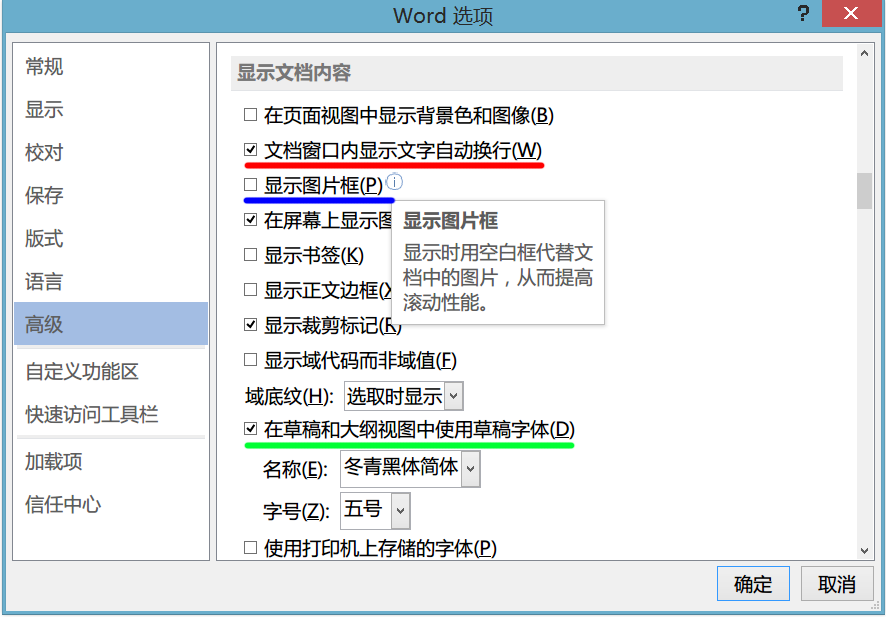 Word 选项
?
常规
显示
校对
保存
版式
语言
高级
自定义功能区
快速访问工具栏
加载项
信任中心
显示文档内容
在页面视图中显示背景色和图像(B)
文档窗口内显示文字自动换行(W)
显示图片框(P)
在屏幕上显示图
显示书签(K)
显示正文边框(X
显示裁剪标记(R)
显示域代码而非域值(F)
域底纹(H): 选取时显示
在草稿和大纲视图中使用草稿字体(D)
名称(E): 冬青黑体简体
字号(Z): 五号
使用打印机上存储的字体(P)
显示图片框
显示时用空白框代替文
档中的图片，从而提高
滚动性能。
确定
取消